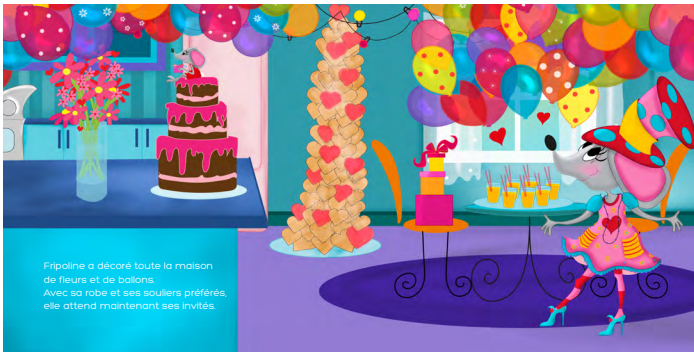 Fripoline a décoré toute la maison
de fleurs et de ballons.
Avec sa robe et ses souliers préférés,
elle attend maintenant ses invités.